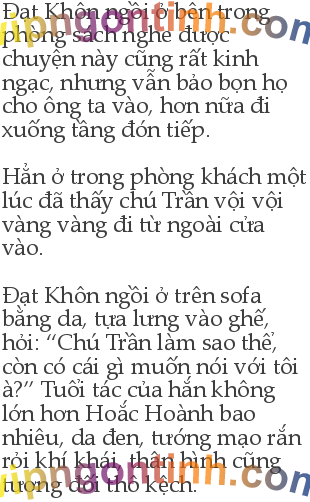 Đạt Khôn ngồi ở bên trong
phòng sách nghe được
chuyện này cũng rất kinh
ngạc, nhưng vẫn bảo bọn họ
cho ông ta vào, hơn nữa đi
xuống tầng đón tiếp.
Hắn ở trong phòng khách một
lúc đã thấy chú Trần vội vội
vàng vàng đi từ ngoài cửa
vào.
Đạt Khôn ngồi ở trên sofa
bằng da, tựa lưng vào ghế,
hỏi: “Chú Trần làm sao thể,
còn có cái gì muốn nói với tôi
à?” Tuổi tác của hắn không
lớn hơn Hoắc Hoành bao
nhiêu, da đen, tướng mạo rắn
rỏi khí khái, thân hình cũng
tương đối thô kệch.
vipngontinh.com
vipngontinh.com